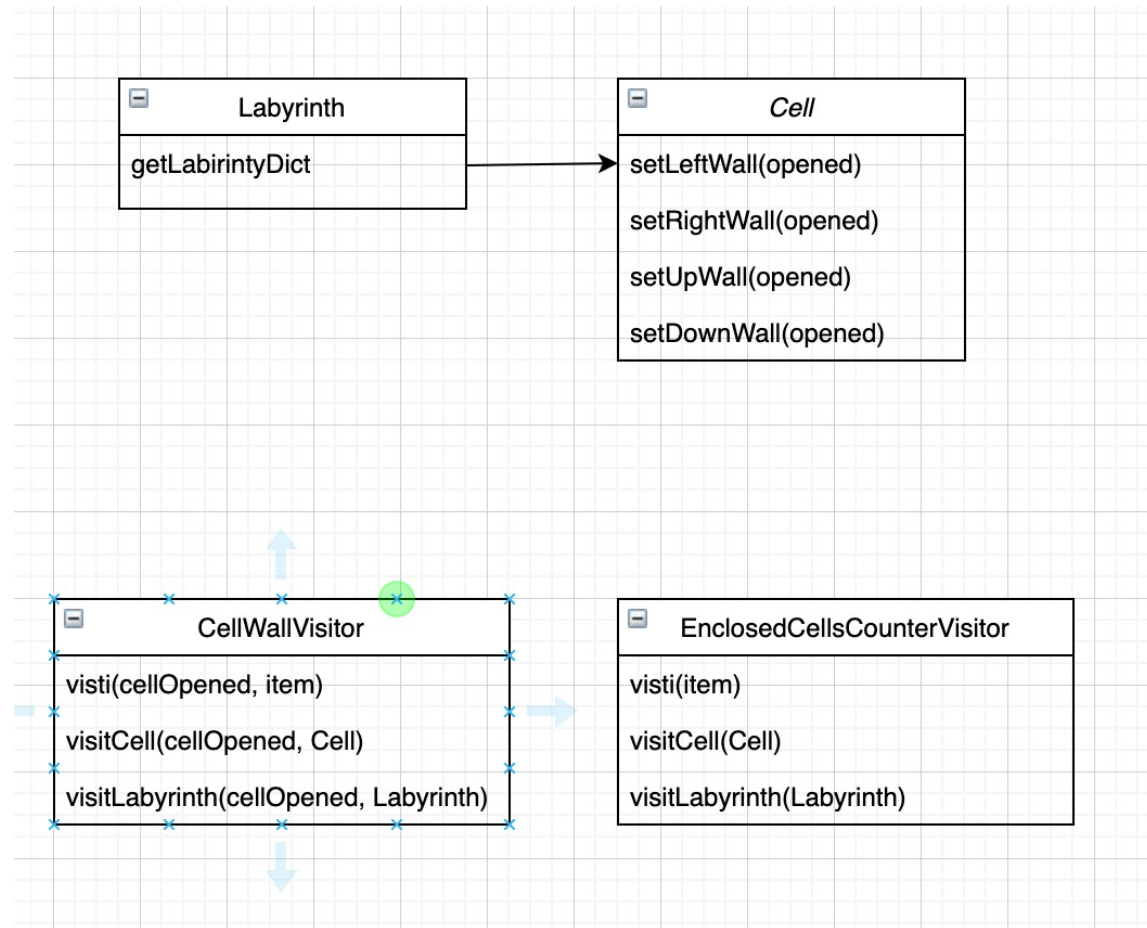 Labyrinth
getLabirintyDict
Cell
setLeftWall(opened)
setRightWall(opened)
setUpWall(opened)
setDownWall(opened)
CellWallVisitor
visti(cellOpened, item)
visitCell(cellOpened, Cell)
visitLabyrinth(cellOpened, Labyrinth)
EnclosedCellsCounterVisitor
visti(item)
visitCell(Cell)
visitLabyrinth(Labyrinth)